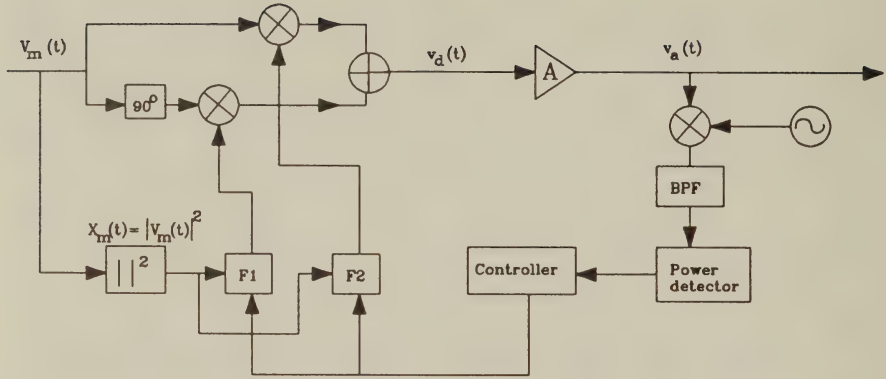 V_m(t)
v_d(t)
A
v_a(t)
90°
BPF
X_m(t) = |V_m(t)|^2
| |^2
F1
F2
Controller
Power
detector